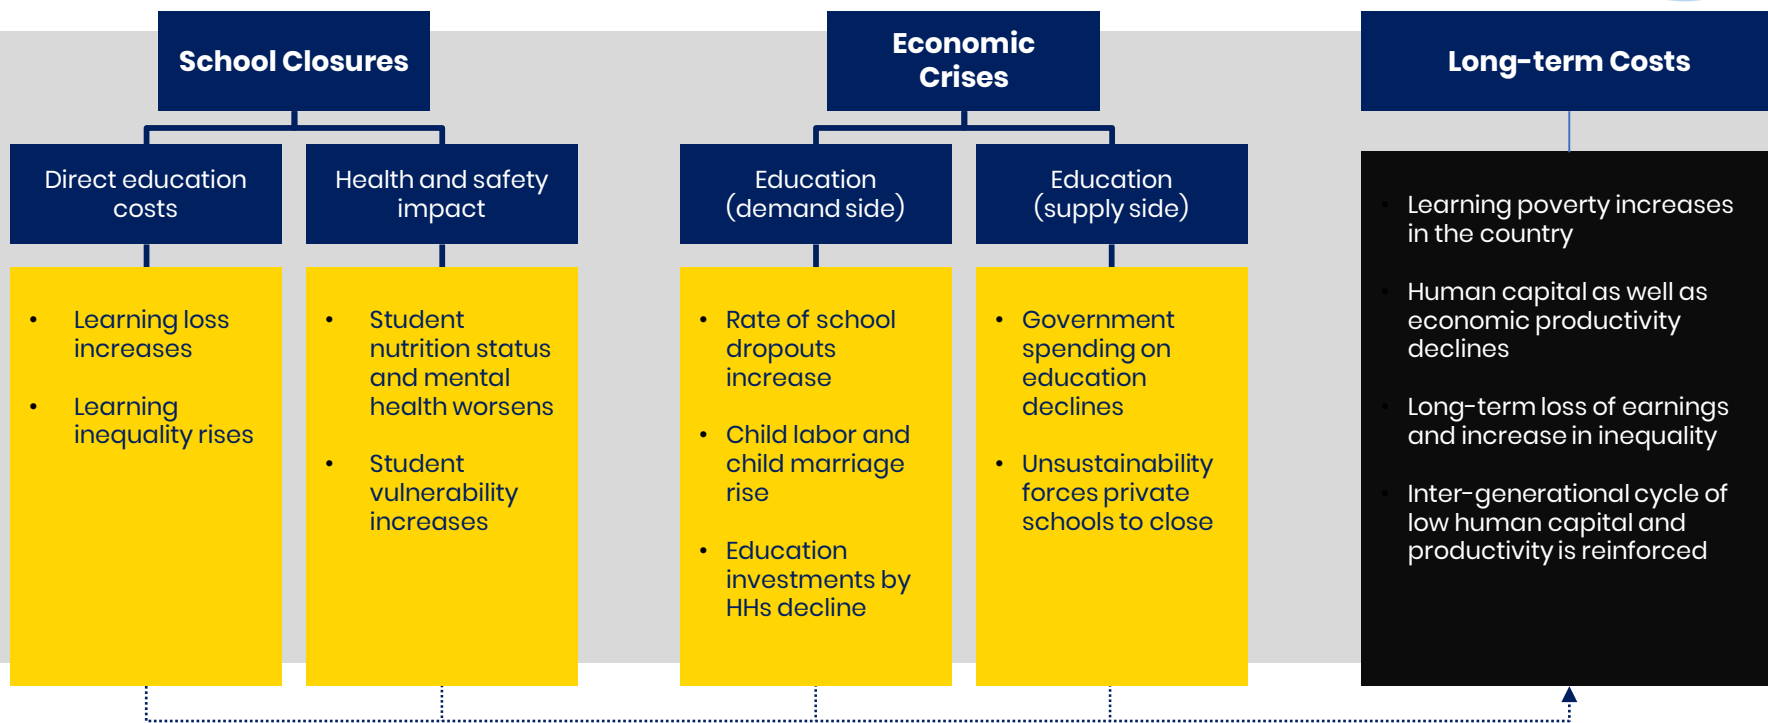 School Closures
Economic
Crises
Long-term Costs
Direct education
costs
Health and safety
impact
Education
(demand side)
Education
(supply side)
• Learning loss
increases
• Learning
inequality rises
• Student
nutrition status
and mental
health worsens
• Student
vulnerability
increases
• Rate of school
dropouts
increase
• Child labor and
child marriage
rise
• Education
investments by
HHs decline
• Government
spending on
education
declines
• Unsustainability
forces private
schools to close
• Learning poverty increases
in the country
• Human capital as well as
economic productivity
declines
• Long-term loss of earnings
and increase in inequality
• Inter-generational cycle of
low human capital and
productivity is reinforced